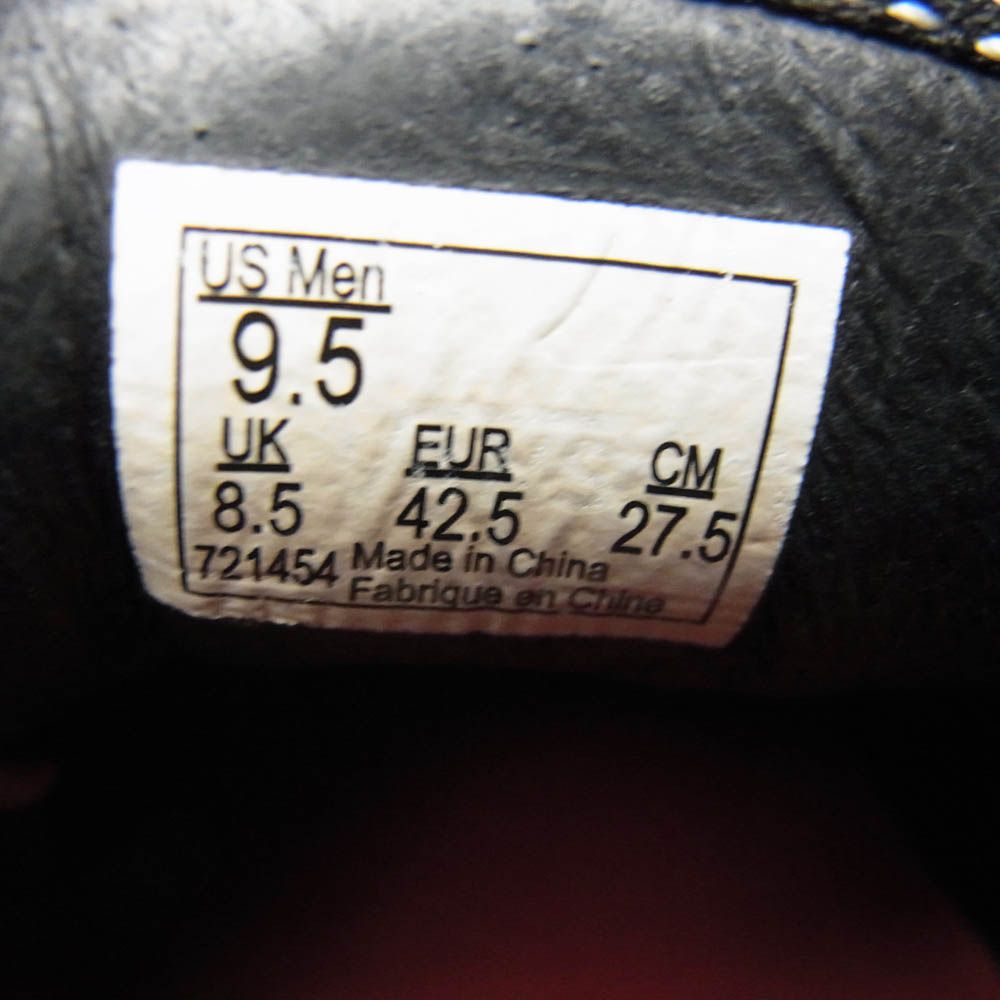 US Men
9.5
UK EUR CM
8.5 42.5 27.5
721454 Made in China
Fabrique en Chine